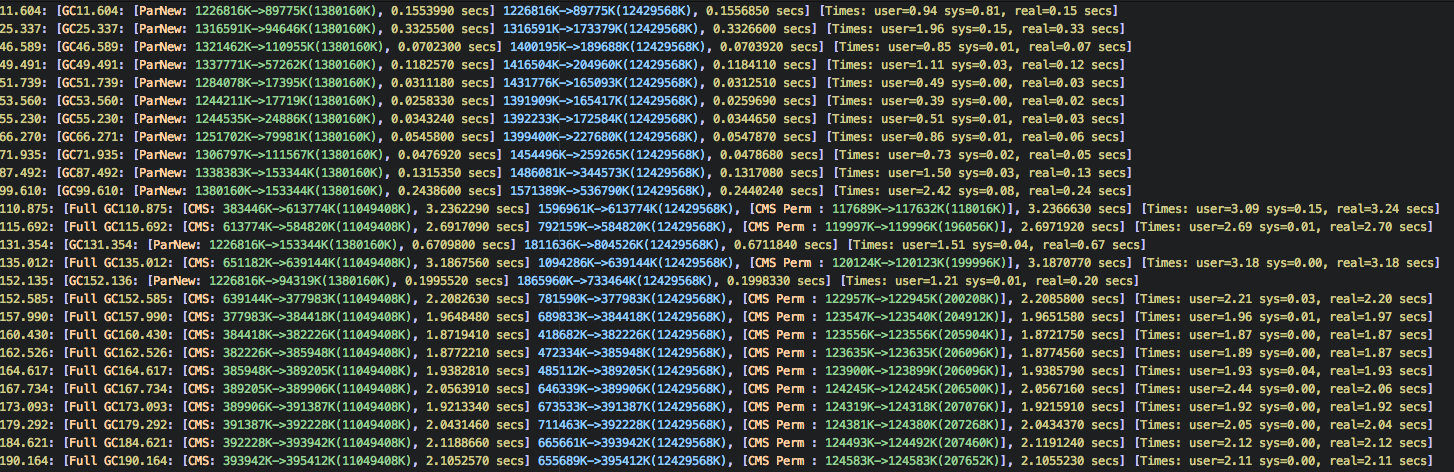 11.604: [GC11.604: [ParNew: 1226816K->89775K(1380160K), 0.1553990 secs] 1226816K->89775K(12429568K), 0.1556850 secs] [Times: user=0.94 sys=0.81, real=0.15 secs]
25.337: [GC25.337: [ParNew: 1316591K->94646K(1380160K), 0.3325500 secs] 1316591K->173379K(12429568K), 0.3326600 secs] [Times: user=1.96 sys=0.15, real=0.33 secs]
46.589: [GC46.589: [ParNew: 1321462K->110955K(1380160K), 0.0702300 secs] 1400195K->189688K(12429568K), 0.0703920 secs] [Times: user=0.85 sys=0.01, real=0.07 secs]
49.491: [GC49.491: [ParNew: 1337771K->57262K(1380160K), 0.1182570 secs] 1416504K->204960K(12429568K), 0.1184110 secs] [Times: user=1.11 sys=0.03, real=0.12 secs]
51.739: [GC51.739: [ParNew: 1284078K->17395K(1380160K), 0.0311180 secs] 1431776K->165093K(12429568K), 0.0312510 secs] [Times: user=0.49 sys=0.00, real=0.03 secs]
53.560: [GC53.560: [ParNew: 1244211K->17719K(1380160K), 0.0258330 secs] 1391909K->165417K(12429568K), 0.0259690 secs] [Times: user=0.39 sys=0.00, real=0.02 secs]
55.230: [GC55.230: [ParNew: 1244535K->24886K(1380160K), 0.0343240 secs] 1392233K->172584K(12429568K), 0.0344650 secs] [Times: user=0.51 sys=0.01, real=0.03 secs]
66.270: [GC66.271: [ParNew: 1251702K->79981K(1380160K), 0.0545800 secs] 1399400K->227680K(12429568K), 0.0547870 secs] [Times: user=0.86 sys=0.01, real=0.06 secs]
71.935: [GC71.935: [ParNew: 1306797K->111567K(1380160K), 0.0476920 secs] 1454496K->259265K(12429568K), 0.0478680 secs] [Times: user=0.73 sys=0.02, real=0.05 secs]
87.492: [GC87.492: [ParNew: 1338383K->153344K(1380160K), 0.1315350 secs] 1486081K->344573K(12429568K), 0.1317080 secs] [Times: user=1.50 sys=0.03, real=0.13 secs]
99.610: [GC99.610: [ParNew: 1380160K->153344K(1380160K), 0.2438600 secs] 1571389K->536790K(12429568K), 0.2440240 secs] [Times: user=2.42 sys=0.08, real=0.24 secs]
110.875: [Full GC110.875: [CMS: 383446K->613774K(11049408K), 3.2362290 secs] 1596961K->613774K(12429568K), [CMS Perm : 117689K->117632K(118016K)], 3.2366630 secs] [Times: user=3.09 sys=0.15, real=3.24 secs]
115.692: [Full GC115.692: [CMS: 613774K->584820K(11049408K), 2.6917090 secs] 792159K->584820K(12429568K), [CMS Perm : 119997K->119996K(196056K)], 2.6971920 secs] [Times: user=2.69 sys=0.01, real=2.70 secs]
131.354: [GC131.354: [ParNew: 1226816K->153344K(1380160K), 0.6709800 secs] 1811636K->804526K(12429568K), 0.6711840 secs] [Times: user=1.51 sys=0.04, real=0.67 secs]
135.012: [Full GC135.012: [CMS: 651182K->639144K(11049408K), 3.1867560 secs] 1094286K->639144K(12429568K), [CMS Perm : 120124K->120123K(199996K)], 3.1870770 secs] [Times: user=3.18 sys=0.00, real=3.18 secs]
152.135: [GC152.136: [ParNew: 1226816K->94319K(1380160K), 0.1995520 secs] 1865960K->733464K(12429568K), 0.1998330 secs] [Times: user=1.21 sys=0.01, real=0.20 secs]
152.585: [Full GC152.585: [CMS: 639144K->377983K(11049408K), 2.2082630 secs] 781590K->377983K(12429568K), [CMS Perm : 122957K->122945K(200208K)], 2.2085800 secs] [Times: user=2.21 sys=0.03, real=2.20 secs]
157.990: [Full GC157.990: [CMS: 377983K->384418K(11049408K), 1.9648480 secs] 689833K->384418K(12429568K), [CMS Perm : 123547K->123540K(204912K)], 1.9651580 secs] [Times: user=1.96 sys=0.01, real=1.97 secs]
160.430: [Full GC160.430: [CMS: 384418K->382226K(11049408K), 1.8719410 secs] 418682K->382226K(12429568K), [CMS Perm : 123556K->123556K(205904K)], 1.8721750 secs] [Times: user=1.87 sys=0.00, real=1.87 secs]
162.526: [Full GC162.526: [CMS: 382226K->385948K(11049408K), 1.8772210 secs] 472334K->385948K(12429568K), [CMS Perm : 123635K->123635K(206096K)], 1.8774560 secs] [Times: user=1.89 sys=0.00, real=1.87 secs]
164.617: [Full GC164.617: [CMS: 385948K->389205K(11049408K), 1.9382810 secs] 485112K->389205K(12429568K), [CMS Perm : 123900K->123899K(206096K)], 1.9385790 secs] [Times: user=1.93 sys=0.04, real=1.93 secs]
167.734: [Full GC167.734: [CMS: 389205K->389906K(11049408K), 2.0563910 secs] 646339K->389906K(12429568K), [CMS Perm : 124245K->124245K(206500K)], 2.0567160 secs] [Times: user=2.44 sys=0.00, real=2.06 secs]
173.093: [Full GC173.093: [CMS: 389906K->391387K(11049408K), 1.9213340 secs] 673533K->391387K(12429568K), [CMS Perm : 124319K->124318K(207076K)], 1.9215910 secs] [Times: user=1.92 sys=0.00, real=1.92 secs]
179.292: [Full GC179.292: [CMS: 391387K->392228K(11049408K), 2.0431460 secs] 711463K->392228K(12429568K), [CMS Perm : 124381K->124380K(207268K)], 2.0434370 secs] [Times: user=2.05 sys=0.00, real=2.04 secs]
184.621: [Full GC184.621: [CMS: 392228K->393942K(11049408K), 2.1188660 secs] 665661K->393942K(12429568K), [CMS Perm : 124493K->124492K(207460K)], 2.1191240 secs] [Times: user=2.12 sys=0.00, real=2.12 secs]
190.164: [Full GC190.164: [CMS: 393942K->395412K(11049408K), 2.1052570 secs] 655689K->395412K(12429568K), [CMS Perm : 124583K->124583K(207652K)], 2.1055230 secs] [Times: user=2.11 sys=0.00, real=2.11 secs]